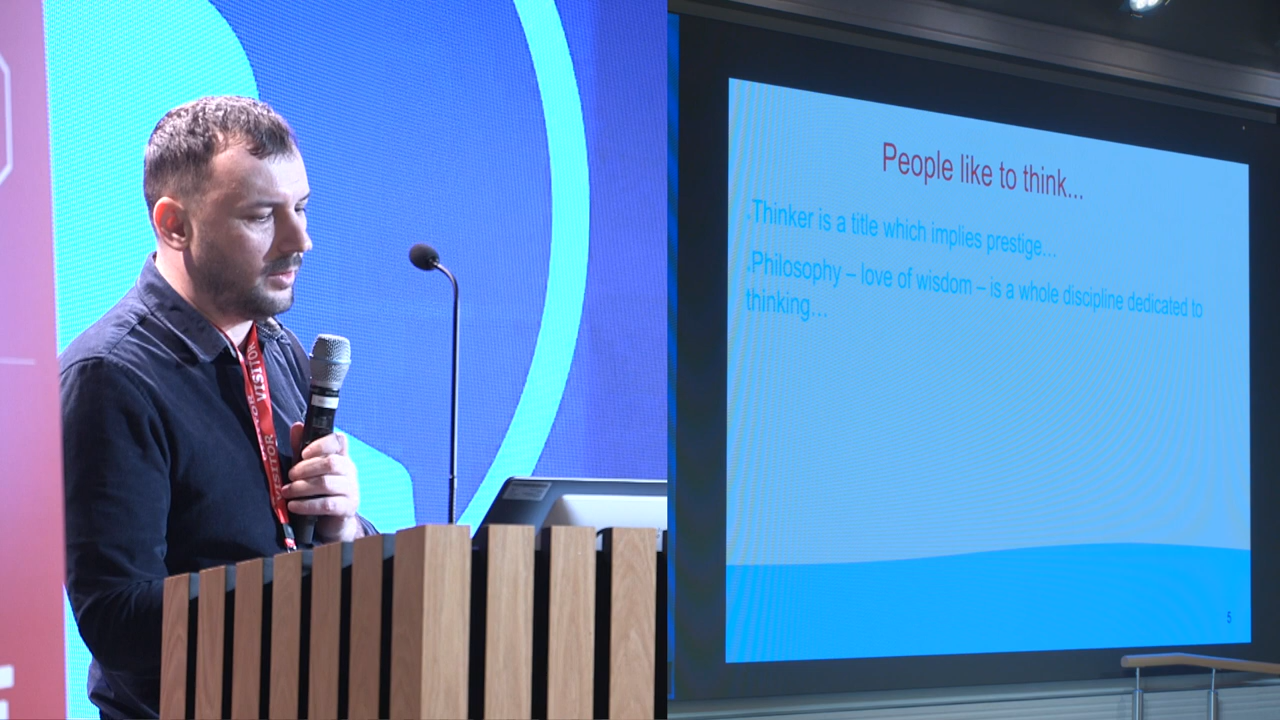 VISITOR
VISITOR
People like to think...
.Thinker is a title which implies prestige...
.Philosophy – love of wisdom – is a whole discipline dedicated to
thinking...
5